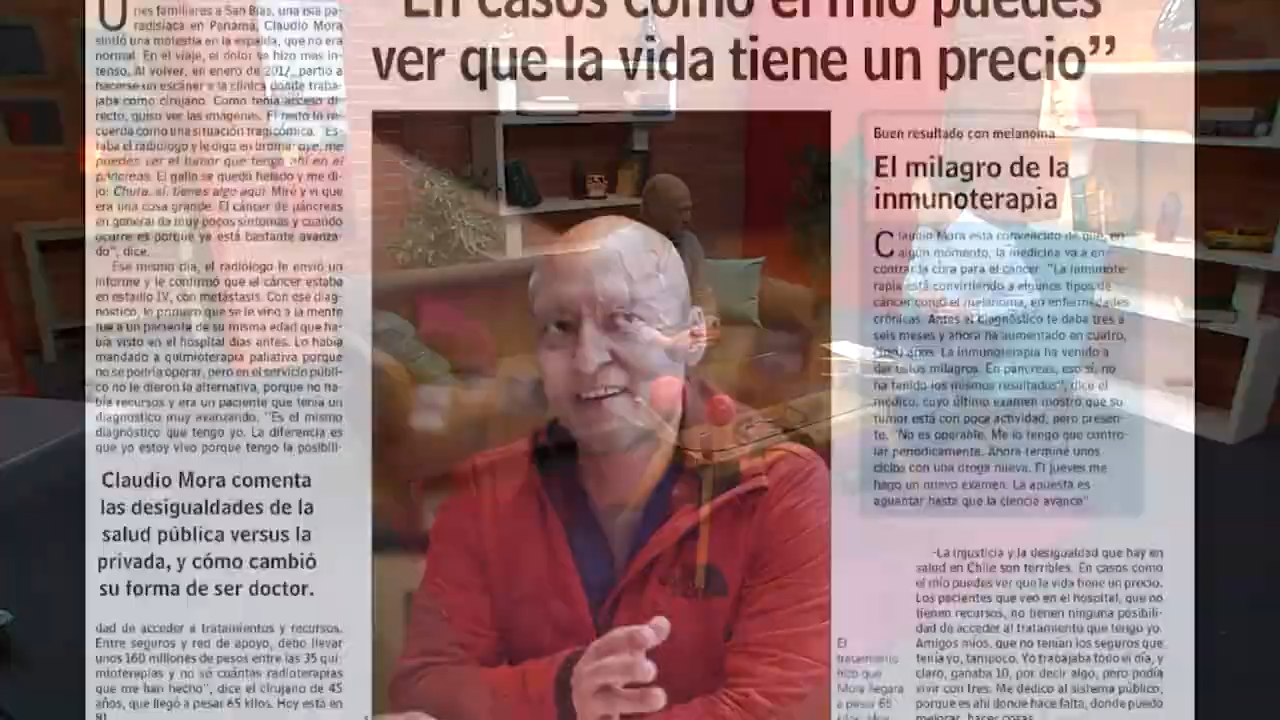 "En casos como el mío puedes
ver que la vida tiene un precio”
U nes familiares a San Blas, una isla pa-
radisíaca en Panamá, Claudio Mora
sintió una molestia en la espalda, que no era
normal. En el viaje, el dolor se hizo más in-
tenso. Al volver, en enero de 2017, partió a
hacerse un escáner a la clínica donde traba-
jaba como cirujano. Como tenía acceso di-
recto, quiso ver las imágenes. El resto lo re-
cuerda como una situación tragicómica. "Es-
taba el radiólogo y le digo en broma: oye, me
puedes ver el tumor que tengo ahí en el
páncreas. El gallo se quedó helado y me di-
jo: Chuta, sí, tienes algo aquí. Miré y vi que
era una cosa grande. El cáncer de páncreas
en general da muy pocos síntomas y cuando
ocurre es porque ya está bastante avanza-
do", dice.
Ese mismo día, el radiólogo le envió un
informe y le confirmó que el cáncer estaba
en estadio IV, con metástasis. Con ese diag-
nóstico, lo primero que se le vino a la mente
fue a un paciente de su misma edad que ha-
bía visto en el hospital días antes. Lo había
mandado a quimioterapia paliativa porque
no se podría operar, pero en el servicio públi-
co no le dieron la alternativa, porque no ha-
bía recursos y era un paciente que tenía un
diagnóstico muy avanzando. "Es el mismo
diagnóstico que tengo yo. La diferencia es
que yo estoy vivo porque tengo la posibili-
Claudio Mora comenta
las desigualdades de la
salud pública versus la
privada, y cómo cambió
su forma de ser doctor.
dad de acceder a tratamientos y recursos.
Entre seguros y red de apoyo, debo llevar
unos 160 millones de pesos entre las 35 qui-
mioterapias y no sé cuántas radioterapias
que me han hecho", dice el cirujano de 45
años, que llegó a pesar 65 kilos. Hoy está en
81
Buen resultado con melanoma
El milagro de la
inmunoterapia
Claudio Mora está convencido de que, en
algún momento, la medicina va a en-
contrar la cura para el cáncer. "La inmunote-
rapia está convirtiendo a algunos tipos de
cáncer como el melanoma, en enfermedades
crónicas. Antes el diagnóstico te daba tres a
seis meses y ahora ha aumentado en cuatro,
cinco años. La inmunoterapia ha venido a
dar estos milagros. En páncreas, eso sí, no
ha tenido los mismos resultados", dice el
médico, cuyo último examen mostró que su
tumor está con poca actividad, pero presen-
te. "No es operable. Me lo tengo que contro-
lar periódicamente. Ahora terminé unos
ciclos con una droga nueva. El jueves me
hago un nuevo examen. La apuesta es
aguantar hasta que la ciencia avance"
-La injusticia y la desigualdad que hay en
salud en Chile son terribles. En casos como
el mío puedes ver que la vida tiene un precio.
Los pacientes que veo en el hospital, que no
tienen recursos, no tienen ninguna posibili-
dad de acceder al tratamiento que tengo yo.
Amigos míos, que no tenían los seguros que
tenía yo, tampoco. Yo trabajaba todo el día, y
claro, ganaba 10, por decir algo, pero podía
vivir con tres. Me dedico al sistema público,
porque es ahí donde hace falta, donde puedo
mejorar, hacer cosas.
El
tratamiento
hizo que
Mora llegara
a pesar 65
kilos. Hoy